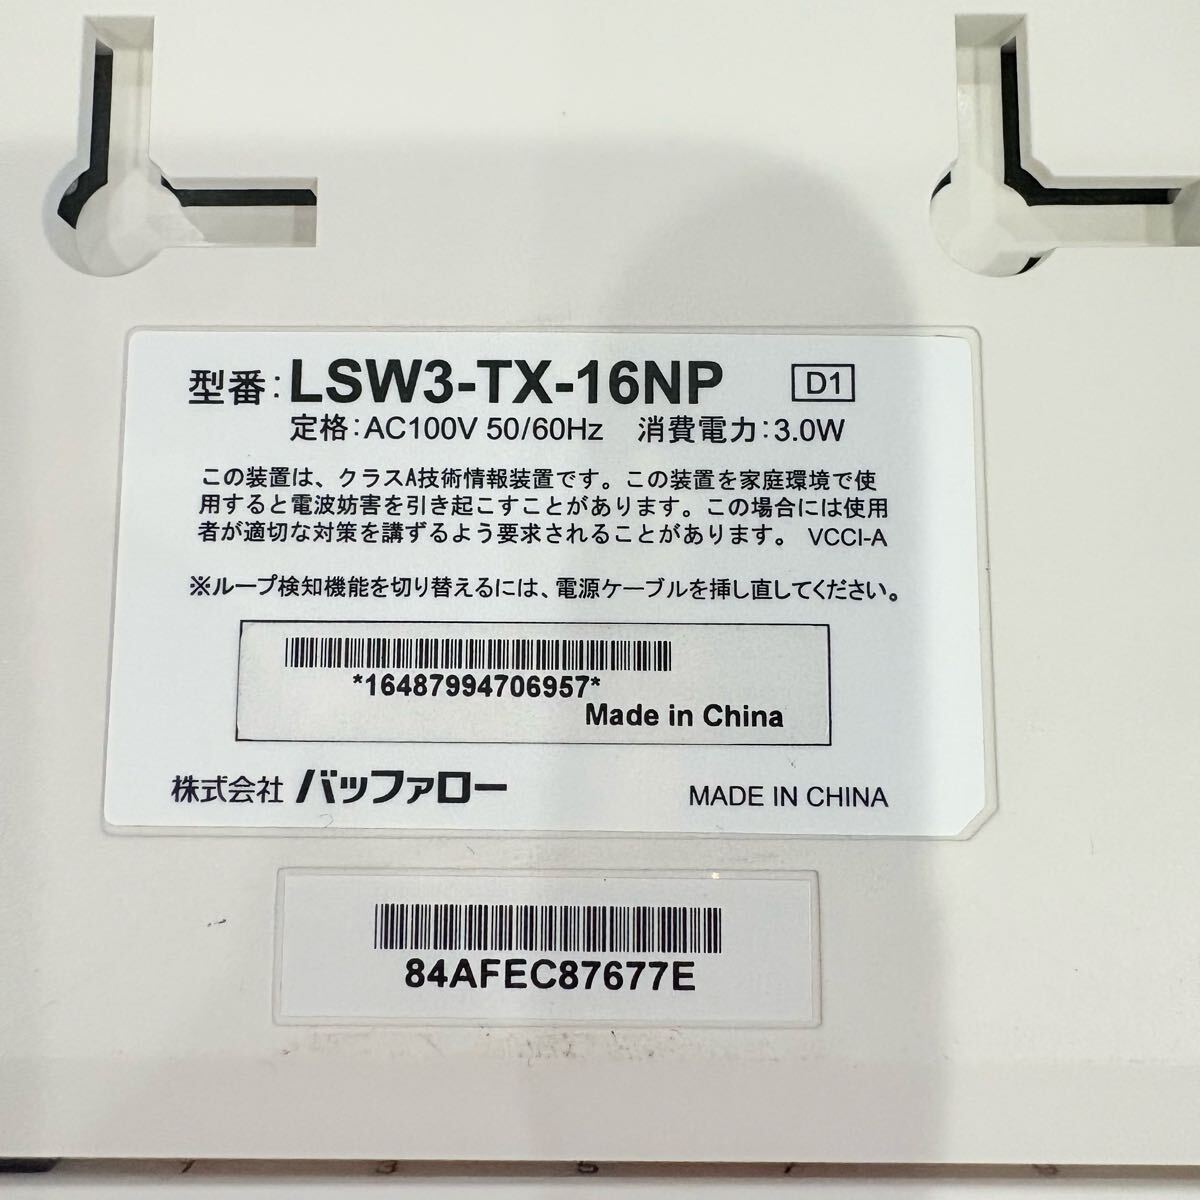 型番:LSW3-TX-16NP D1
定格:AC100V 50/60Hz 消費電力:3.0W
この装置は、クラスA技術情報装置です。この装置を家庭環境で使
用すると電波妨害を引き起こすことがあります。この場合には使用
者が適切な対策を講ずるよう要求されることがあります。 VCCI-A
※ループ検知機能を切り替えるには、電源ケーブルを挿し直してください。
*16487994706957*
Made in China
株式会社 バッファロー MADE IN CHINA
84AFEC87677E